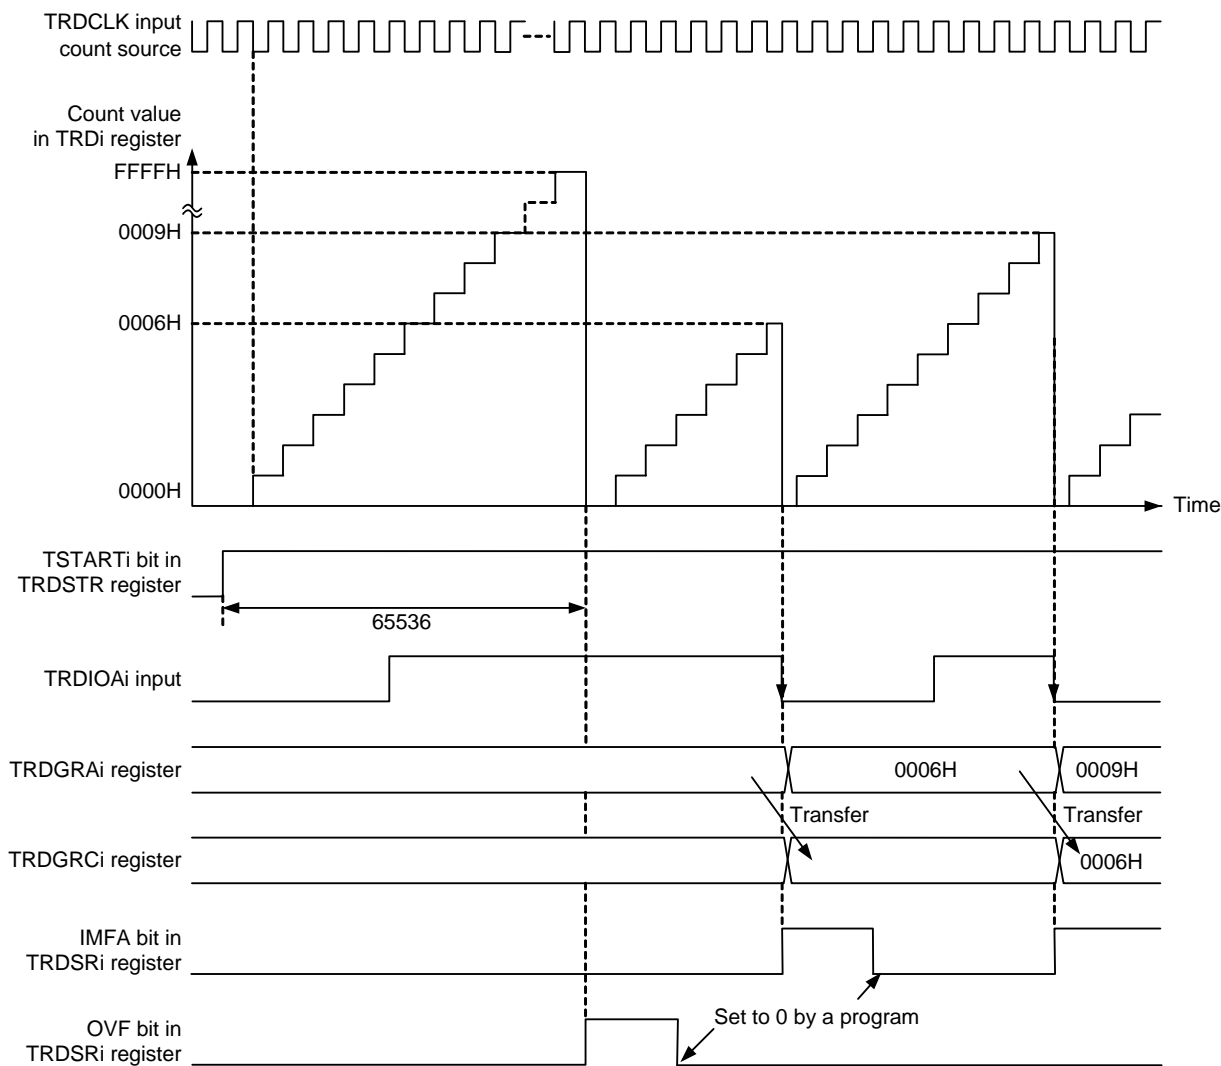 TRDCLK input
count source
Count value
in TRDi register
FFFFH
0009H
0006H
0000H
Time
TSTARTi bit in
TRDSTR register
65536
TRDIOAi input
TRDGRAi register
0006H
0009H
Transfer
Transfer
TRDGRCi register
0006H
IMFA bit in
TRDSRi register
Set to 0 by a program
OVF bit in
TRDSRi register